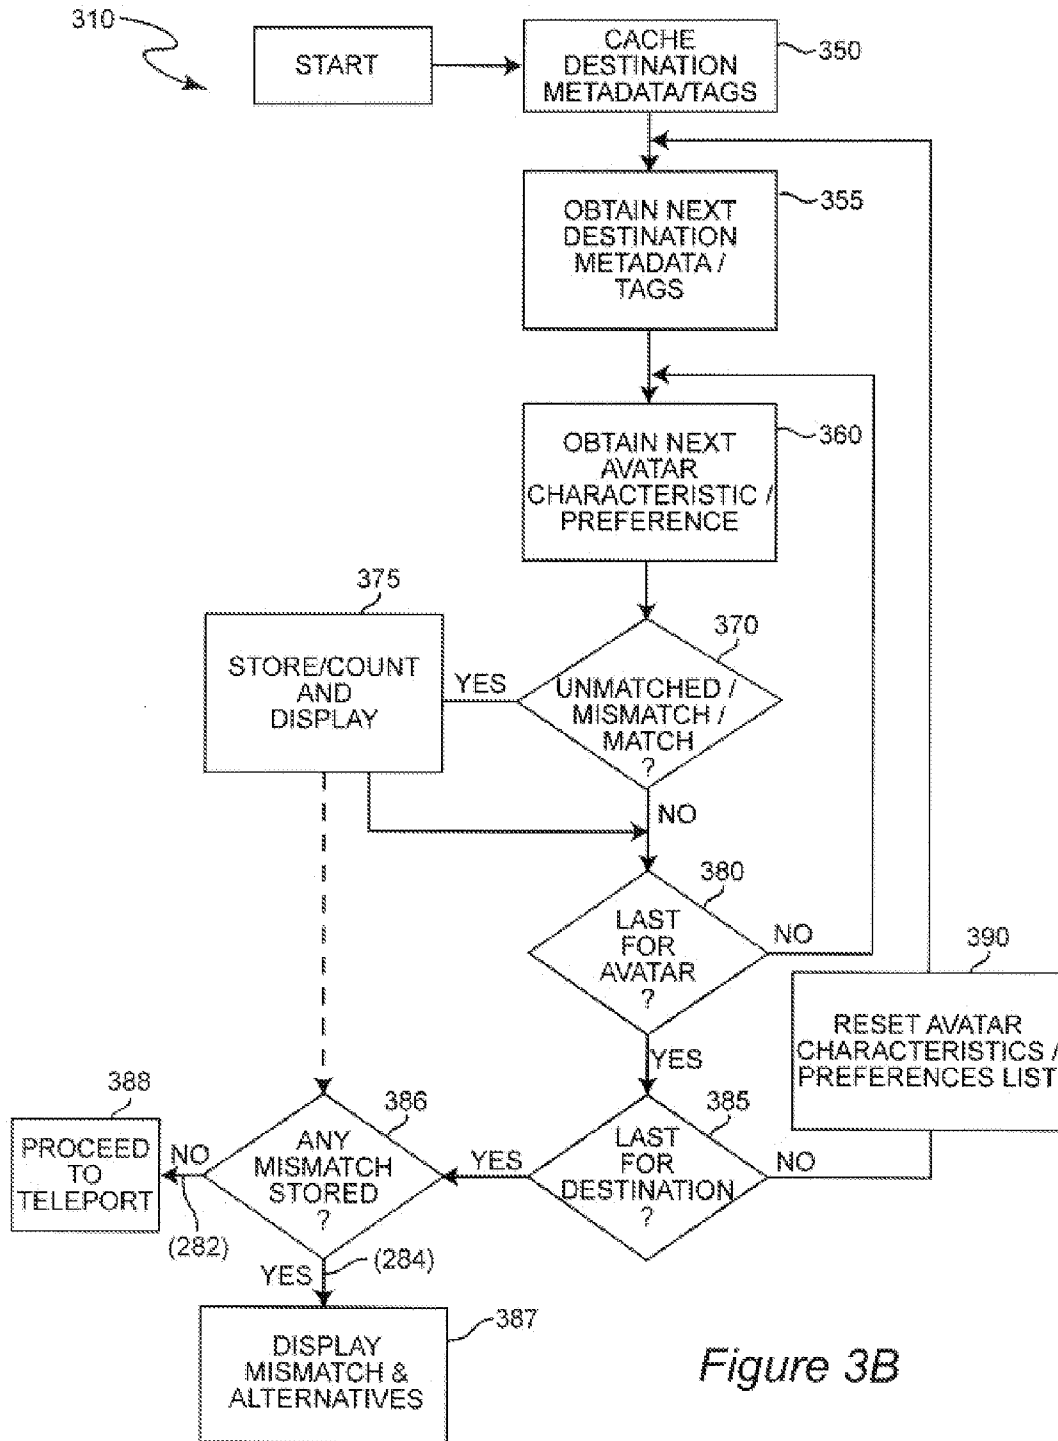 310
START
CACHE
DESTINATION
METADATA/TAGS
350
OBTAIN NEXT
DESTINATION
METADATA /
TAGS
355
OBTAIN NEXT
AVATAR
CHARACTERISTIC /
PREFERENCE
360
375
STORE/COUNT
AND
DISPLAY
YES
370
UNMATCHED /
MISMATCH /
MATCH
?
NO
380
LAST
FOR
AVATAR
?
NO
390
RESET AVATAR
CHARACTERISTICS /
PREFERENCES LIST
YES
388
PROCEED
TO
TELEPORT
NO
(282)
386
ANY
MISMATCH
STORED
?
YES
385
LAST
FOR
DESTINATION
?
NO
YES
(284)
387
DISPLAY
MISMATCH &
ALTERNATIVES
Figure 3B